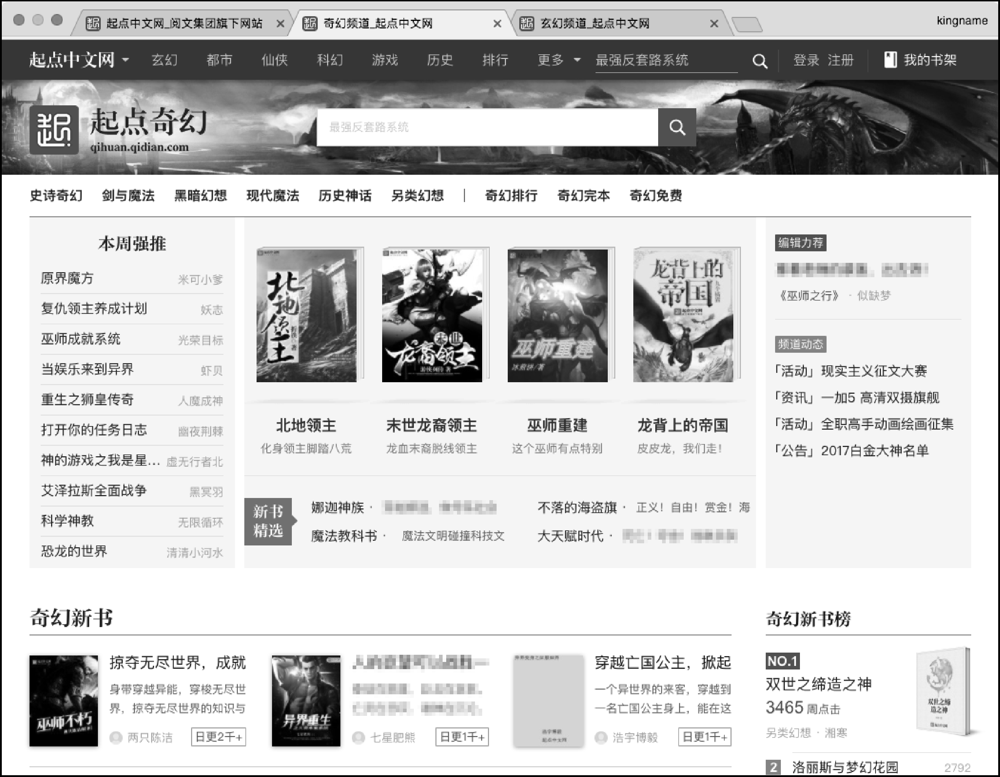 起点中文网_阅文集团旗下网站 奇幻频道_起点中文网 玄幻频道_起点中文网 kingname
起点中文网 玄幻 都市 仙侠 科幻 游戏 历史 排行 更多 最强反套路系统 登录 注册 我的书架
起点奇幻
qihuan.qidian.com
最强反套路系统
史诗奇幻 剑与魔法 黑暗幻想 现代魔法 历史神话 另类幻想 | 奇幻排行 奇幻完本 奇幻免费
本周强推
原界魔方 米可小爹
复仇领主养成计划 妖志
巫师成就系统 光荣目标
当娱乐来到异界 虾贝
重生之狮皇传奇 人魔成神
打开你的任务日志 幽夜荆棘
神的游戏之我是星... 虚无行者北
艾泽拉斯全面战争 黑冥羽
科学神教 无限循环
恐龙的世界 清清小河水
北地领主
末世
龙裔领主
巫师重建
冰煎饼/著
龙背上的
帝国
起点中文网
北地领主 末世龙裔领主 巫师重建 龙背上的帝国
化身领主脚踏八荒 龙血末裔脱线领主 这个巫师有点特别 皮皮龙，我们走！
新书
精选
娜迦神族 · 不落的海盗旗 · 正义！自由！赏金！海
魔法教科书 · 魔法文明碰撞科技文 大天赋时代 ·
编辑力荐
《巫师之行》 · 似缺梦
频道动态
「活动」现实主义征文大赛
「资讯」一加5 高清双摄旗舰
「活动」全职高手动画绘画征集
「公告」2017白金大神名单
奇幻新书
巫师不朽
掠夺无尽世界，成就
身带穿越异能，穿梭无尽世
界，掠夺无尽世界的知识与
两只陈洁 日更2千+
异界重生
七星肥熊 日更1千+
浩宇博毅
起点中文网
穿越亡国公主，掀起
一个异世界的来客，穿越到
一名亡国公主身上，能在这
浩宇博毅 日更1千+
奇幻新书榜
NO.1
双世之缔造之神
3465 周点击
另类幻想 · 湘寒
双世之缔
造之神
2 洛丽斯与梦幻花园 2792